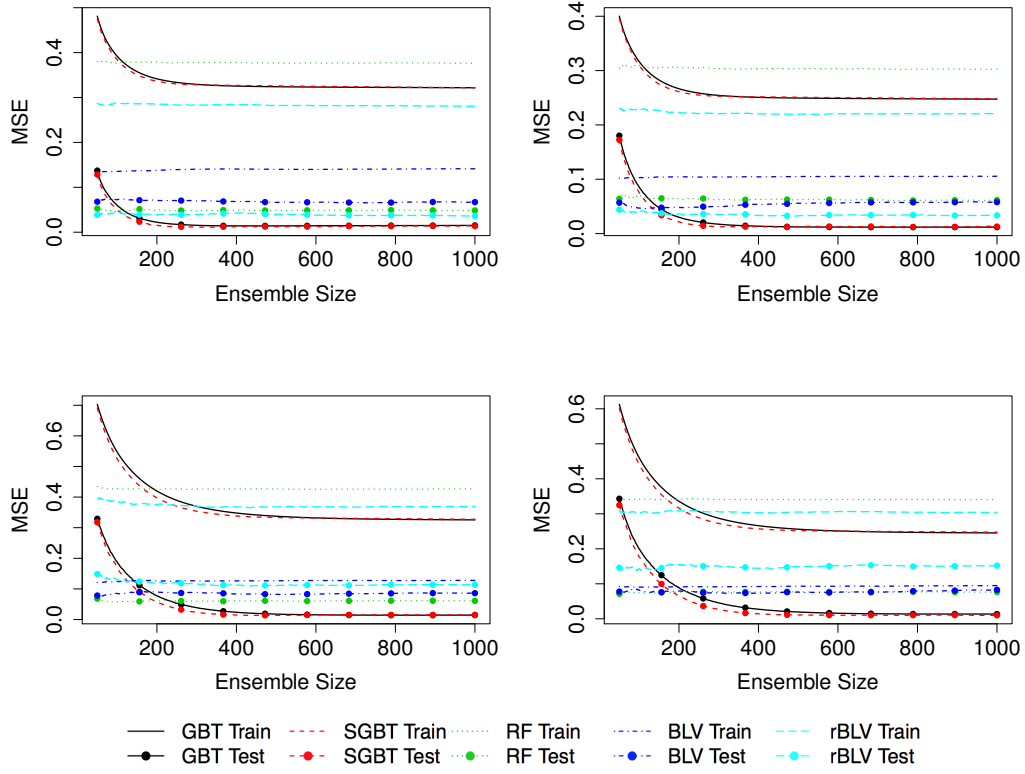 MSE
0.0 0.2 0.4
200 400 600 800 1000
Ensemble Size
MSE
0.0 0.1 0.2 0.3 0.4
200 400 600 800 1000
Ensemble Size
MSE
0.0 0.2 0.4 0.6
200 400 600 800 1000
Ensemble Size
MSE
0.0 0.2 0.4 0.6
200 400 600 800 1000
Ensemble Size
GBT Train SGBT Train RF Train BLV Train rBLV Train
GBT Test SGBT Test RF Test BLV Test rBLV Test